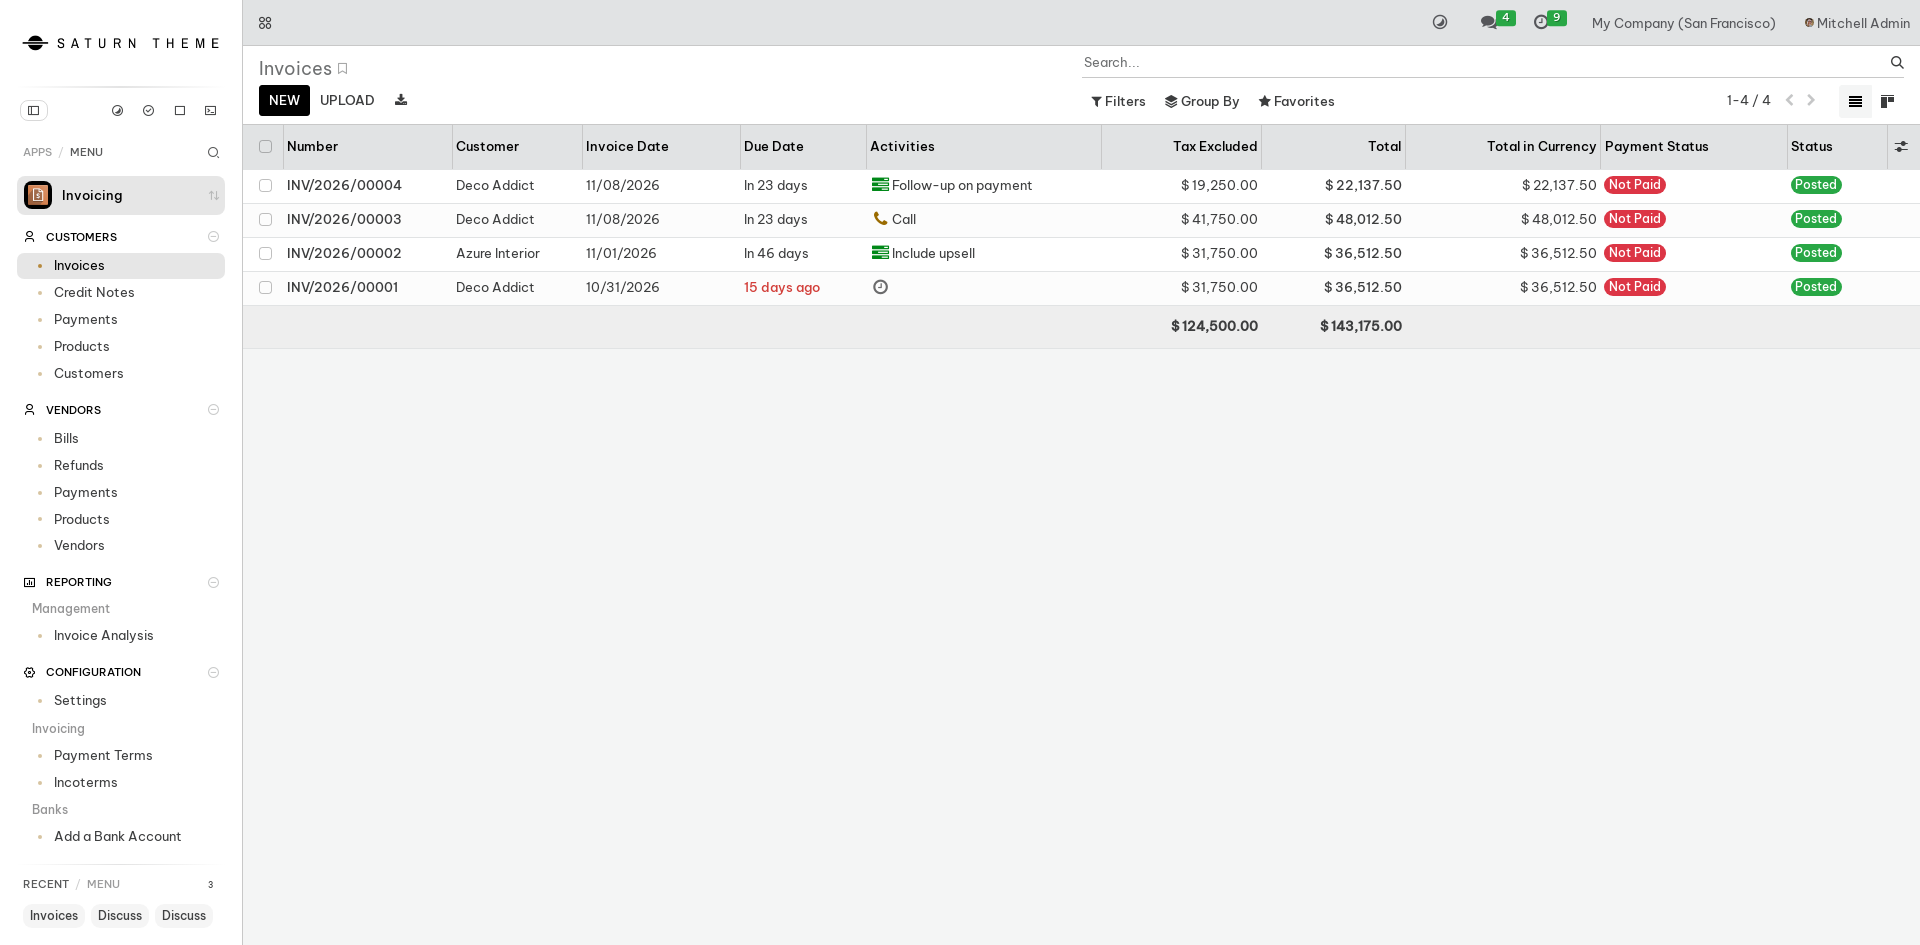 SATURN THEME
APPS / MENU
Invoicing
CUSTOMERS
Invoices
Credit Notes
Payments
Products
Customers
VENDORS
Bills
Refunds
Payments
Products
Vendors
REPORTING
Management
Invoice Analysis
CONFIGURATION
Settings
Invoicing
Payment Terms
Incoterms
Banks
Add a Bank Account
RECENT / MENU 3
Invoices Discuss Discuss
4 9 My Company (San Francisco) Mitchell Admin
Invoices
Search...
NEW UPLOAD
Filters Group By Favorites 1-4 / 4
Number Customer Invoice Date Due Date Activities Tax Excluded Total Total in Currency Payment Status Status
INV/2026/00004 Deco Addict 11/08/2026 In 23 days Follow-up on payment $ 19,250.00 $ 22,137.50 $ 22,137.50 Not Paid Posted
INV/2026/00003 Deco Addict 11/08/2026 In 23 days Call $ 41,750.00 $ 48,012.50 $ 48,012.50 Not Paid Posted
INV/2026/00002 Azure Interior 11/01/2026 In 46 days Include upsell $ 31,750.00 $ 36,512.50 $ 36,512.50 Not Paid Posted
INV/2026/00001 Deco Addict 10/31/2026 15 days ago $ 31,750.00 $ 36,512.50 $ 36,512.50 Not Paid Posted
$ 124,500.00 $ 143,175.00